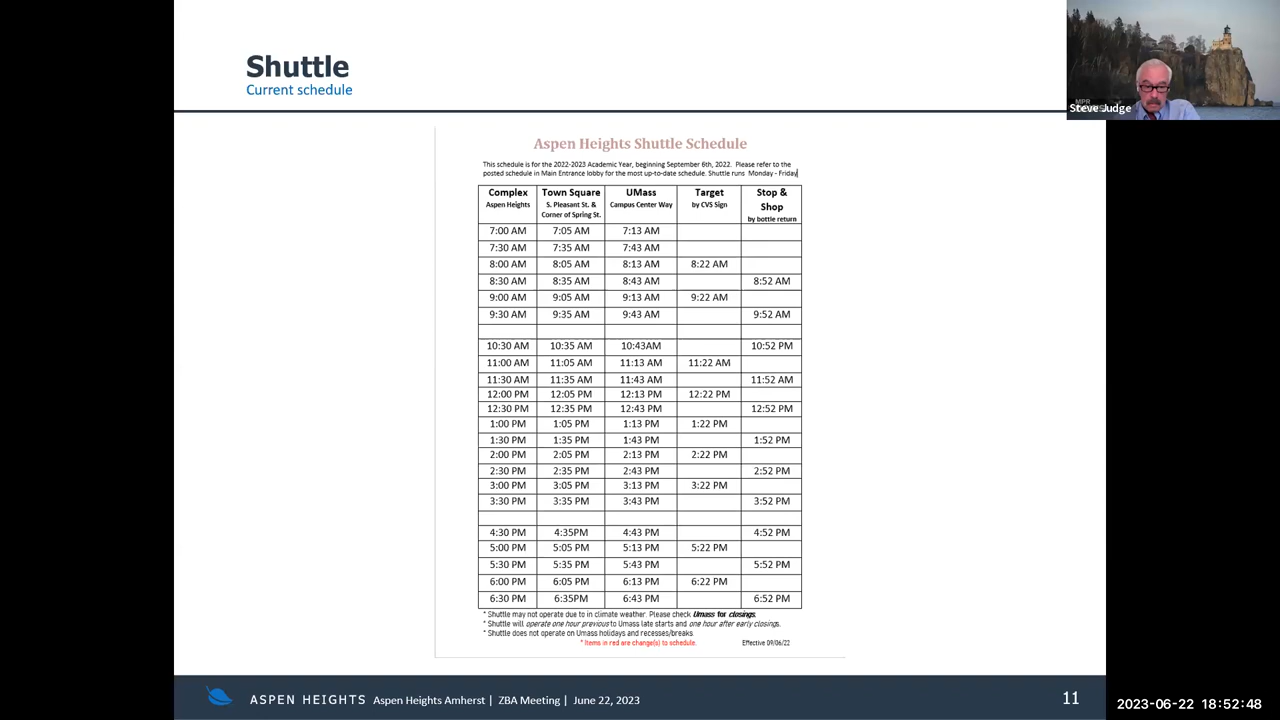 Shuttle
Current schedule
MPR
Steve Judge
Aspen Heights Shuttle Schedule
This schedule is for the 2022-2023 Academic Year, beginning September 6th, 2022. Please refer to the
posted schedule in Main Entrance lobby for the most up-to-date schedule. Shuttle runs Monday - Friday
Complex Town Square UMass Target Stop &
Aspen Heights S. Pleasant St. & Campus Center Way by CVS Sign Shop
Corner of Spring St. by bottle return
7:00 AM 7:05 AM 7:13 AM
7:30 AM 7:35 AM 7:43 AM
8:00 AM 8:05 AM 8:13 AM 8:22 AM
8:30 AM 8:35 AM 8:43 AM 8:52 AM
9:00 AM 9:05 AM 9:13 AM 9:22 AM
9:30 AM 9:35 AM 9:43 AM 9:52 AM
10:30 AM 10:35 AM 10:43AM 10:52 PM
11:00 AM 11:05 AM 11:13 AM 11:22 AM
11:30 AM 11:35 AM 11:43 AM 11:52 AM
12:00 PM 12:05 PM 12:13 PM 12:22 PM
12:30 PM 12:35 PM 12:43 PM 12:52 PM
1:00 PM 1:05 PM 1:13 PM 1:22 PM
1:30 PM 1:35 PM 1:43 PM 1:52 PM
2:00 PM 2:05 PM 2:13 PM 2:22 PM
2:30 PM 2:35 PM 2:43 PM 2:52 PM
3:00 PM 3:05 PM 3:13 PM 3:22 PM
3:30 PM 3:35 PM 3:43 PM 3:52 PM
4:30 PM 4:35PM 4:43 PM 4:52 PM
5:00 PM 5:05 PM 5:13 PM 5:22 PM
5:30 PM 5:35 PM 5:43 PM 5:52 PM
6:00 PM 6:05 PM 6:13 PM 6:22 PM
6:30 PM 6:35PM 6:43 PM 6:52 PM
* Shuttle may not operate due to in climate weather. Please check Umass for closings.
* Shuttle will operate one hour previous to Umass late starts and one hour after early closings.
* Shuttle does not operate on Umass holidays and recesses/breaks.
* Items in red are change(s) to schedule. Effective 09/06/22
ASPEN HEIGHTS Aspen Heights Amherst | ZBA Meeting | June 22, 2023 11
2023-06-22 18:52:48